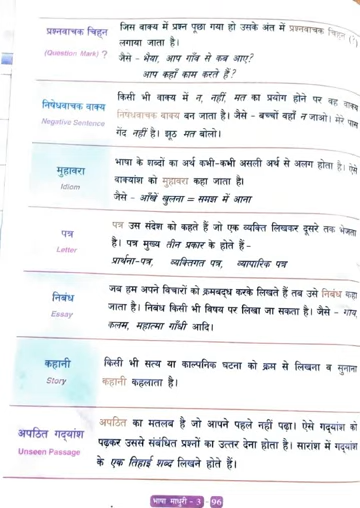 प्रश्नवाचक चिह्न
(Question Mark) ?
जिस वाक्य में प्रश्न पूछा गया हो उसके अंत में प्रश्नवाचक चिह्न (?)
लगाया जाता है।
जैसे - भैया, आप गाँव से कब आए?
आप कहाँ काम करते हैं?
निषेधवाचक वाक्य
Negative Sentence
किसी भी वाक्य में न, नहीं, मत का प्रयोग होने पर वह वाक्य
निषेधवाचक वाक्य बन जाता है। जैसे - बच्चों वहाँ न जाओ। मेरे पास
गेंद नहीं है। झूठ मत बोलो।
मुहावरा
Idiom
भाषा के शब्दों का अर्थ कभी-कभी असली अर्थ से अलग होता है। ऐसे
वाक्यांश को मुहावरा कहा जाता है।
जैसे - आँखें खुलना = समझ में आना
पत्र
Letter
पत्र उस संदेश को कहते हैं जो एक व्यक्ति लिखकर दूसरे तक भेजता
है। पत्र मुख्य तीन प्रकार के होते हैं-
प्रार्थना-पत्र, व्यक्तिगत पत्र, व्यापारिक पत्र
निबंध
Essay
जब हम अपने विचारों को क्रमबद्ध करके लिखते हैं तब उसे निबंध कहा
जाता है। निबंध किसी भी विषय पर लिखा जा सकता है। जैसे - गाय,
कलम, महात्मा गाँधी आदि।
कहानी
Story
किसी भी सत्य या काल्पनिक घटना को क्रम से लिखना व सुनाना
कहानी कहलाता है।
अपठित गद्यांश
Unseen Passage
अपठित का मतलब है जो आपने पहले नहीं पढ़ा। ऐसे गद्यांश को
पढ़कर उससे संबंधित प्रश्नों का उत्तर देना होता है। सारांश में गद्यांश
के एक तिहाई शब्द लिखने होते हैं।
भाषा माधुरी - 3 - 96